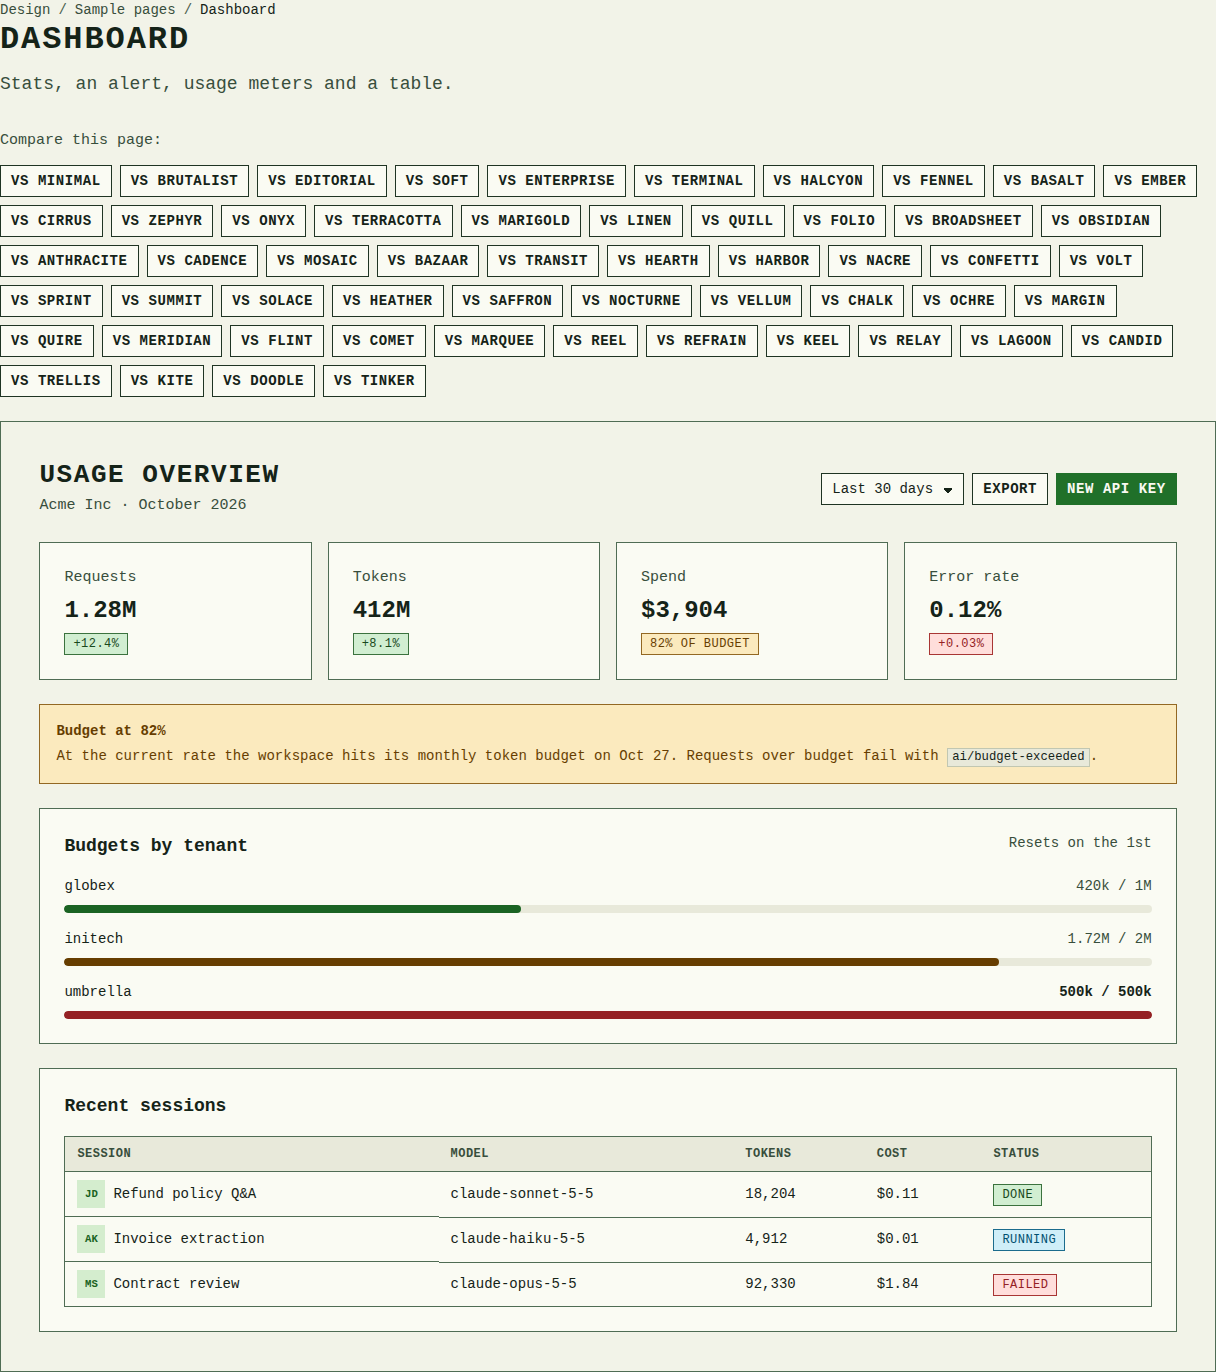 Design / Sample pages / Dashboard
DASHBOARD
Stats, an alert, usage meters and a table.
Compare this page:
VS MINIMAL VS BRUTALIST VS EDITORIAL VS SOFT VS ENTERPRISE VS TERMINAL VS HALCYON VS FENNEL VS BASALT VS EMBER
VS CIRRUS VS ZEPHYR VS ONYX VS TERRACOTTA VS MARIGOLD VS LINEN VS QUILL VS FOLIO VS BROADSHEET VS OBSIDIAN
VS ANTHRACITE VS CADENCE VS MOSAIC VS BAZAAR VS TRANSIT VS HEARTH VS HARBOR VS NACRE VS CONFETTI VS VOLT
VS SPRINT VS SUMMIT VS SOLACE VS HEATHER VS SAFFRON VS NOCTURNE VS VELLUM VS CHALK VS OCHRE VS MARGIN
VS QUIRE VS MERIDIAN VS FLINT VS COMET VS MARQUEE VS REEL VS REFRAIN VS KEEL VS RELAY VS LAGOON VS CANDID
VS TRELLIS VS KITE VS DOODLE VS TINKER
USAGE OVERVIEW
Acme Inc · October 2026
Last 30 days EXPORT NEW API KEY
Requests Tokens Spend Error rate
1.28M 412M $3,904 0.12%
+12.4% +8.1% 82% OF BUDGET +0.03%
Budget at 82%
At the current rate the workspace hits its monthly token budget on Oct 27. Requests over budget fail with ai/budget-exceeded.
Budgets by tenant Resets on the 1st
globex 420k / 1M
initech 1.72M / 2M
umbrella 500k / 500k
Recent sessions
SESSION MODEL TOKENS COST STATUS
JD Refund policy Q&A claude-sonnet-5-5 18,204 $0.11 DONE
AK Invoice extraction claude-haiku-5-5 4,912 $0.01 RUNNING
MS Contract review claude-opus-5-5 92,330 $1.84 FAILED